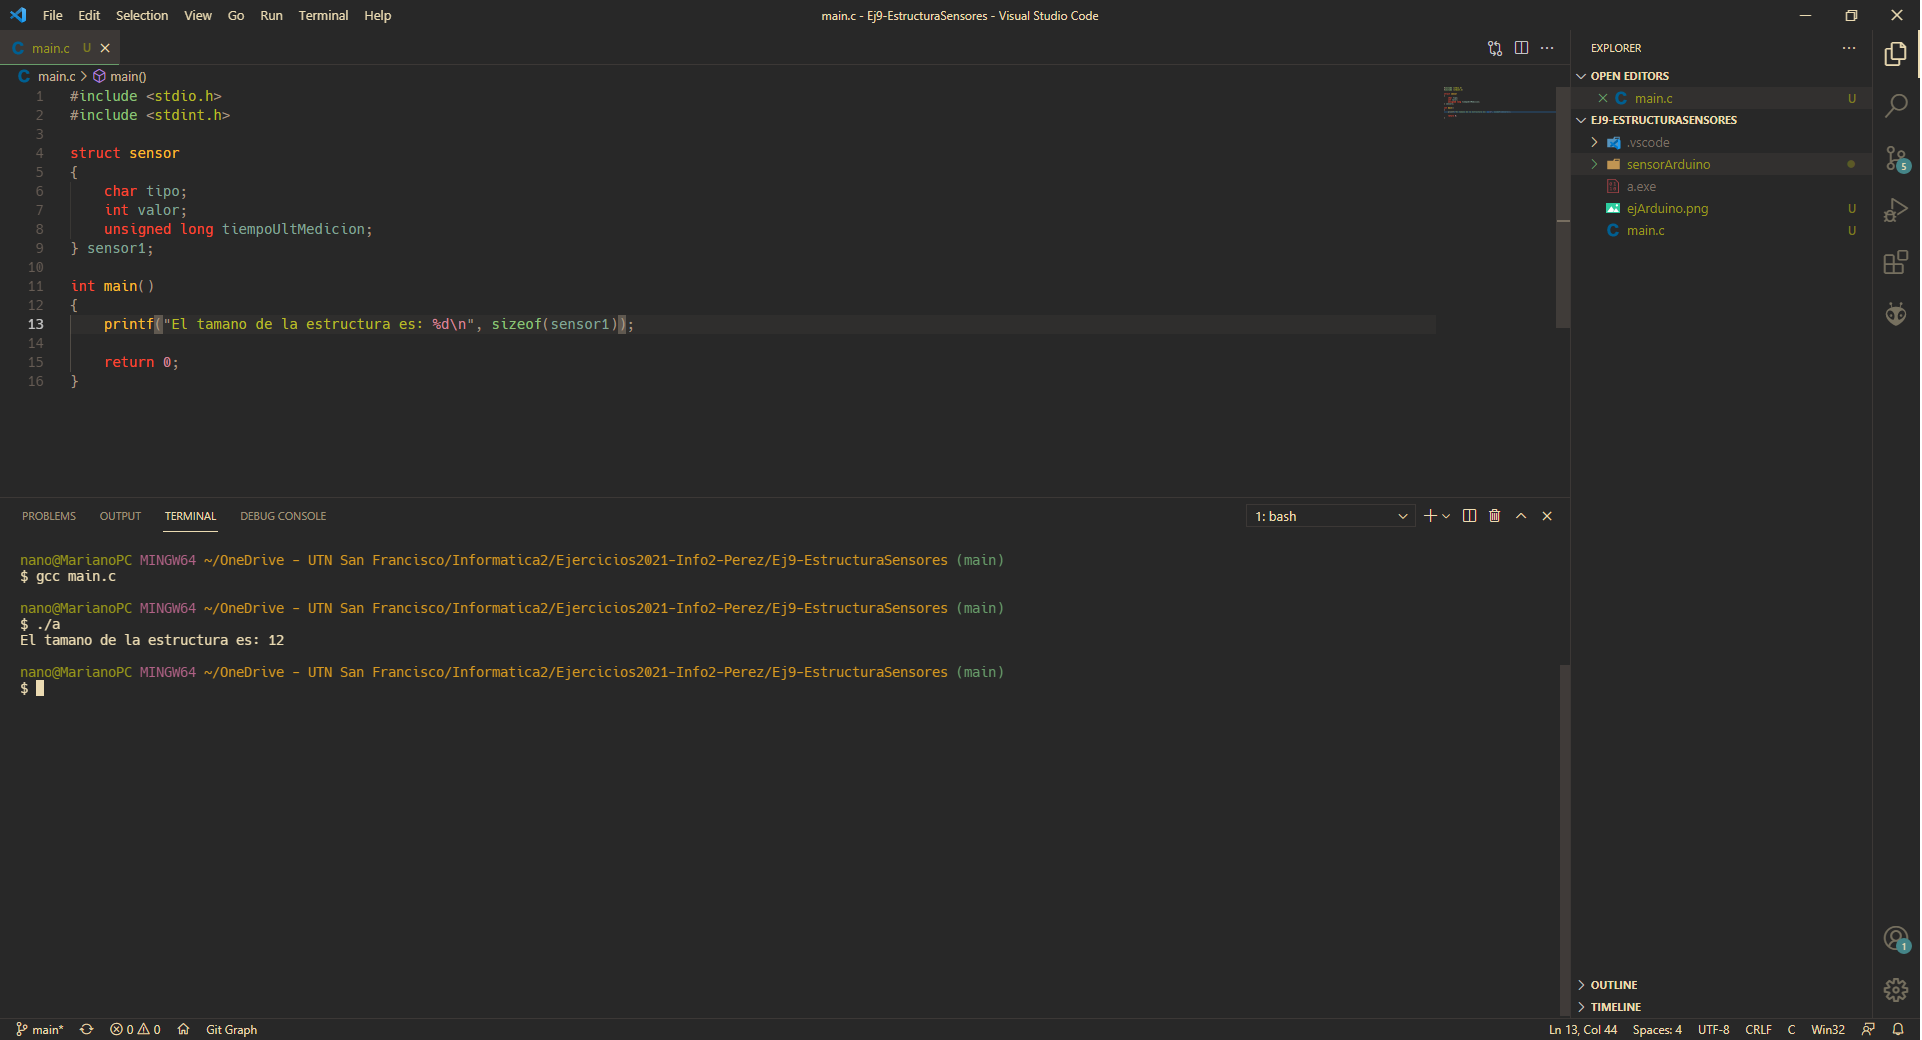 File Edit Selection View Go Run Terminal Help
main.c - Ej9-EstructuraSensores - Visual Studio Code
main.c U
main.c > main()
1 #include <stdio.h>
2 #include <stdint.h>
3
4 struct sensor
5 {
6 char tipo;
7 int valor;
8 unsigned long tiempoUltMedicion;
9 } sensor1;
10
11 int main()
12 {
13 printf("El tamano de la estructura es: %d\n", sizeof(sensor1));
14
15 return 0;
16 }
EXPLORER
OPEN EDITORS
main.c U
EJ9-ESTRUCTURASENSORES
.vscode
sensorArduino
a.exe
ejArduino.png U
main.c U
5
PROBLEMS OUTPUT TERMINAL DEBUG CONSOLE
1: bash
nano@MarianoPC MINGW64 ~/OneDrive - UTN San Francisco/Informatica2/Ejercicios2021-Info2-Perez/Ej9-EstructuraSensores (main)
$ gcc main.c
nano@MarianoPC MINGW64 ~/OneDrive - UTN San Francisco/Informatica2/Ejercicios2021-Info2-Perez/Ej9-EstructuraSensores (main)
$ ./a
El tamano de la estructura es: 12
nano@MarianoPC MINGW64 ~/OneDrive - UTN San Francisco/Informatica2/Ejercicios2021-Info2-Perez/Ej9-EstructuraSensores (main)
$
1
OUTLINE
TIMELINE
main* 0 0 Git Graph
Ln 13, Col 44 Spaces: 4 UTF-8 CRLF C Win32